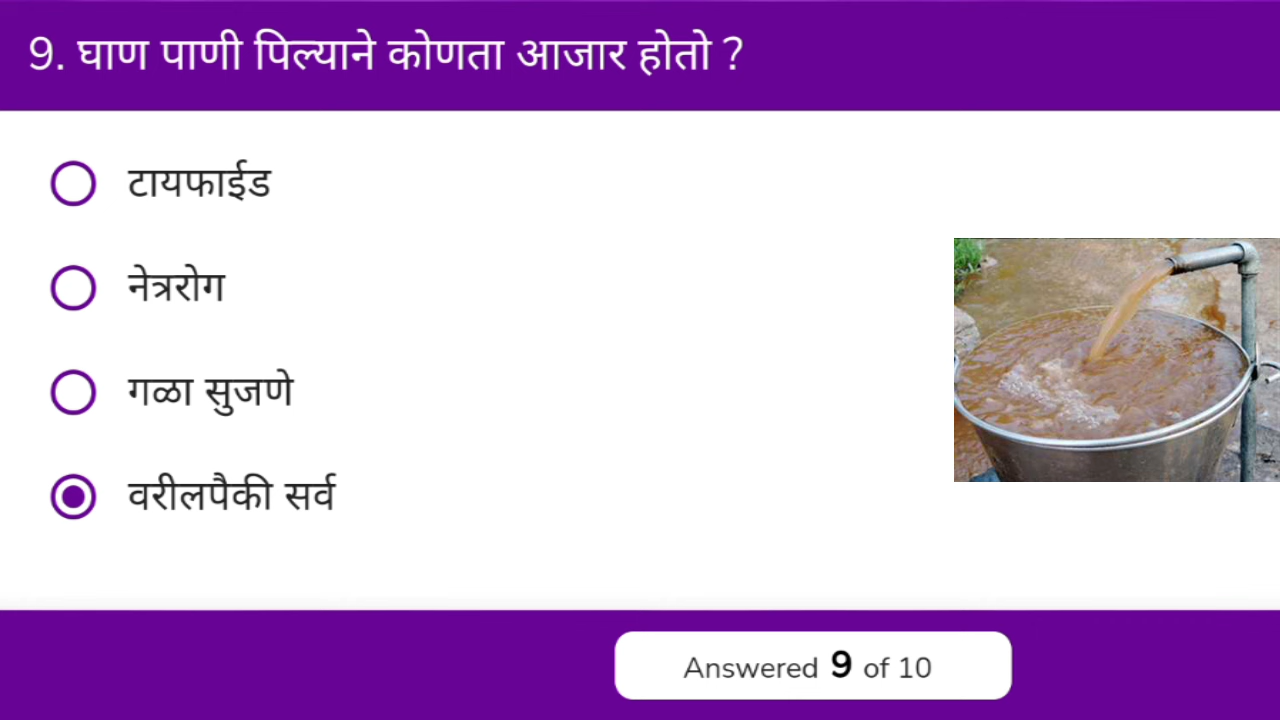 9. घाण पाणी पिल्याने कोणता आजार होतो ?
टायफाईड
नेत्ररोग
गळा सुजणे
वरीलपैकी सर्व
Answered 9 of 10